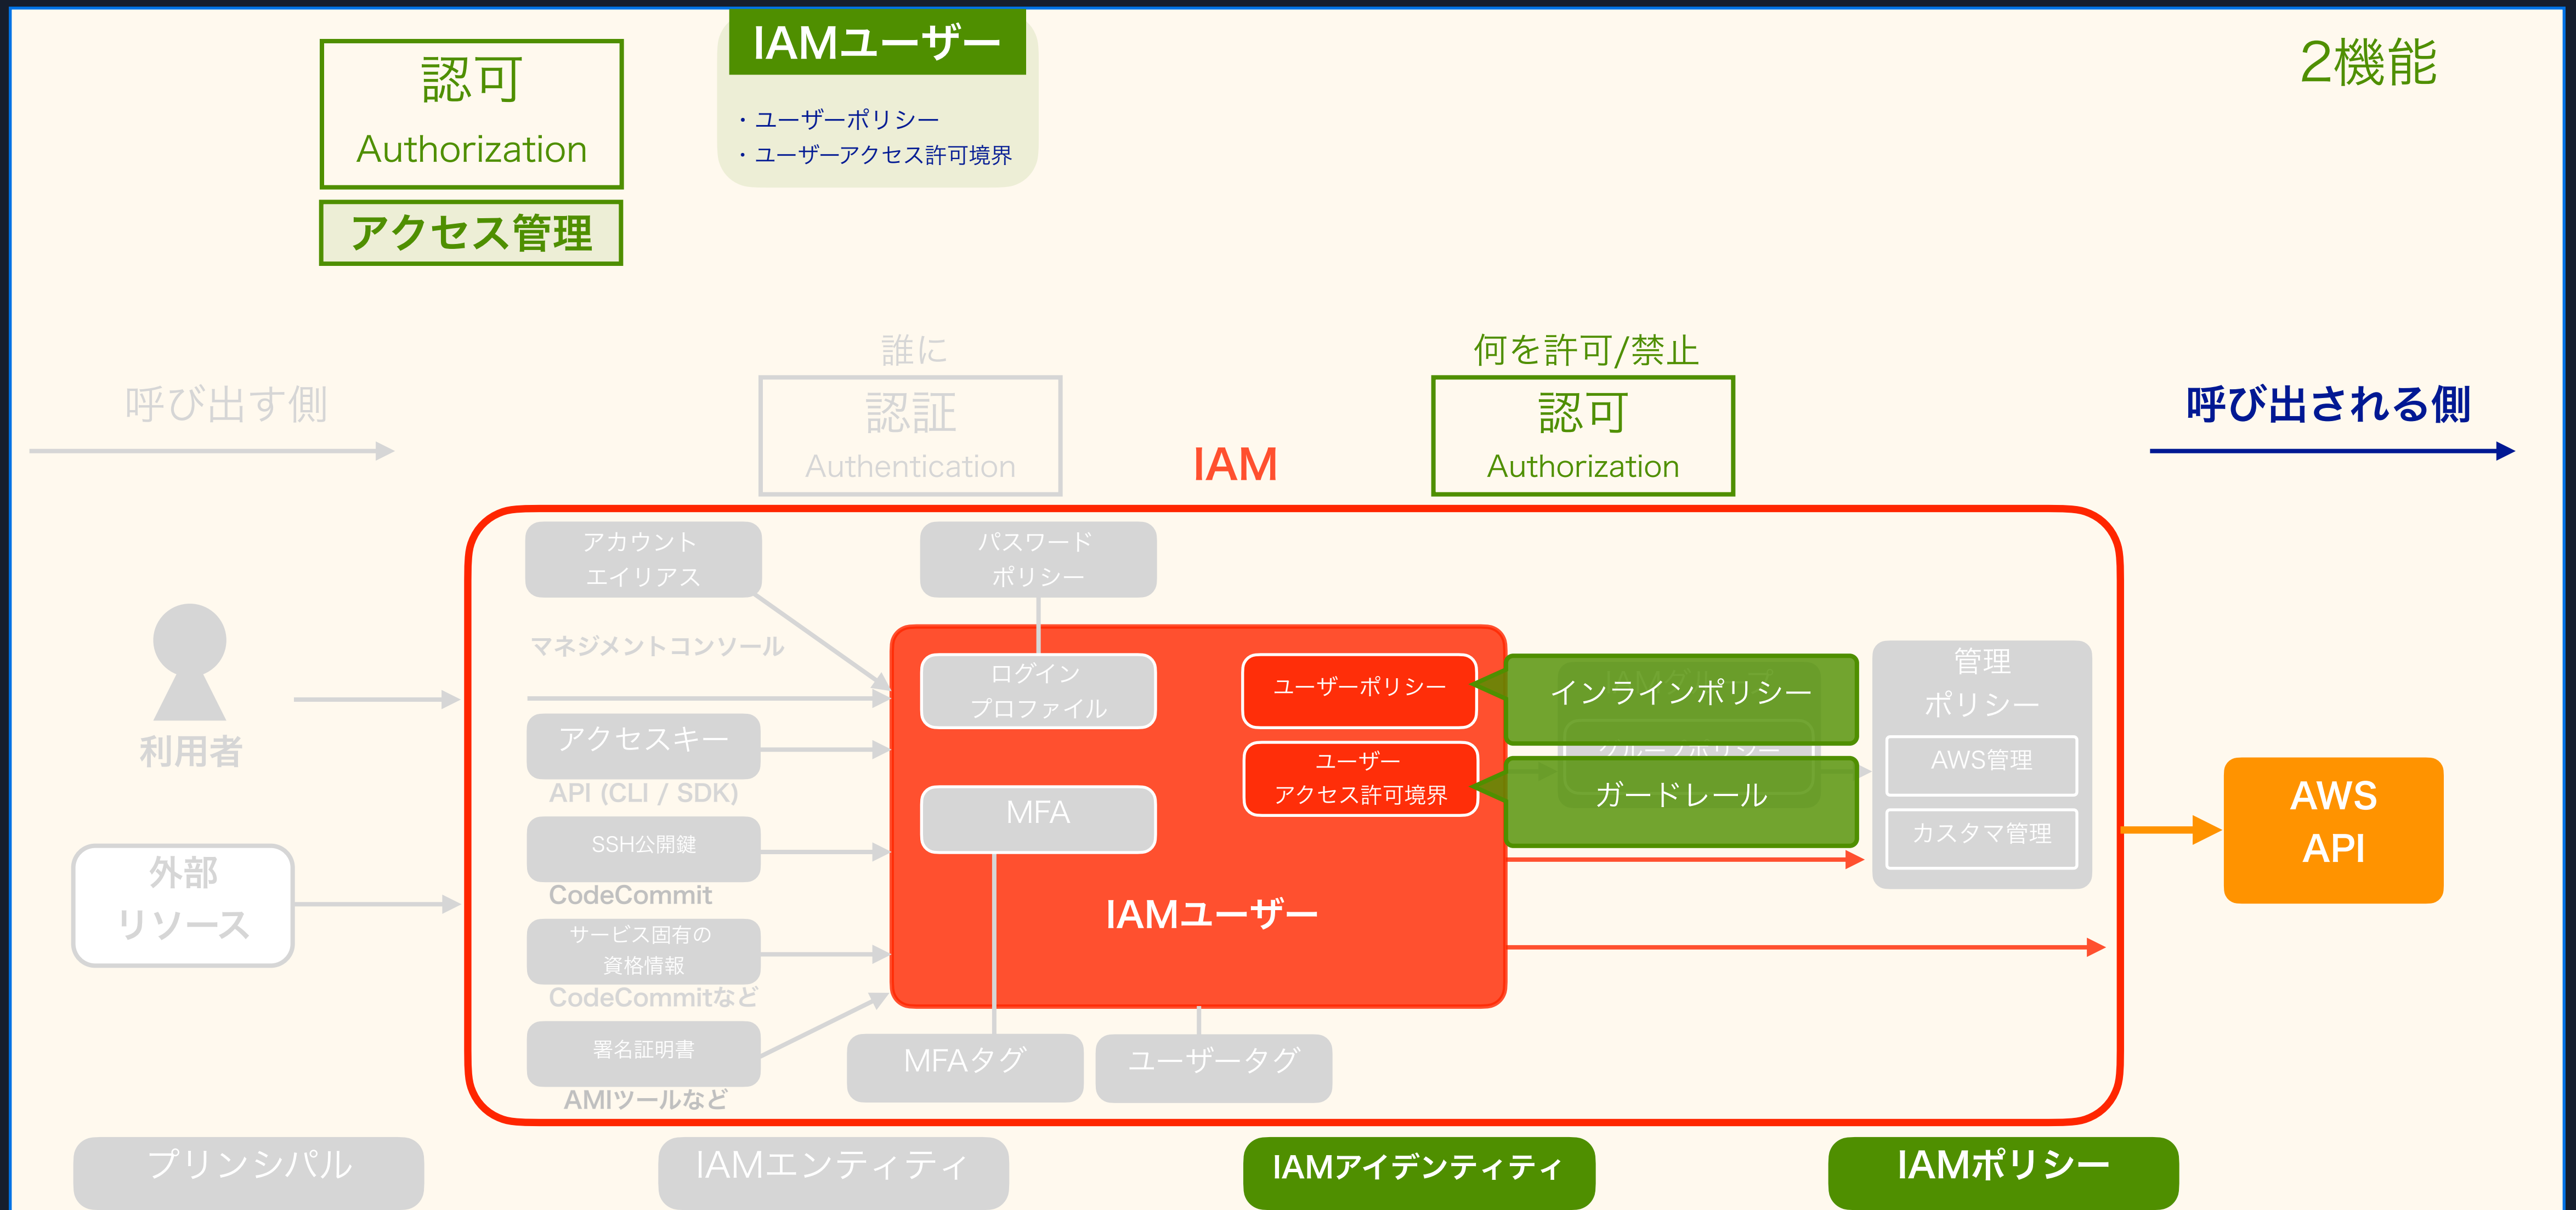 認可
Authorization
アクセス管理
IAMユーザー
・ユーザーポリシー
・ユーザーアクセス許可境界
2機能
呼び出す側
誰に
認証
Authentication
IAM
何を許可/禁止
認可
Authorization
呼び出される側
利用者
外部
リソース
アカウント
エイリアス
マネジメントコンソール
アクセスキー
API (CLI / SDK)
SSH公開鍵
CodeCommit
サービス固有の
資格情報
CodeCommitなど
署名証明書
AMIツールなど
パスワード
ポリシー
ログイン
プロファイル
MFA
ユーザーポリシー
ユーザー
アクセス許可境界
IAMユーザー
MFAタグ
ユーザータグ
インラインポリシー
グループポリシー
ガードレール
管理
ポリシー
AWS管理
カスタマ管理
AWS
API
プリンシパル
IAMエンティティ
IAMアイデンティティ
IAMポリシー